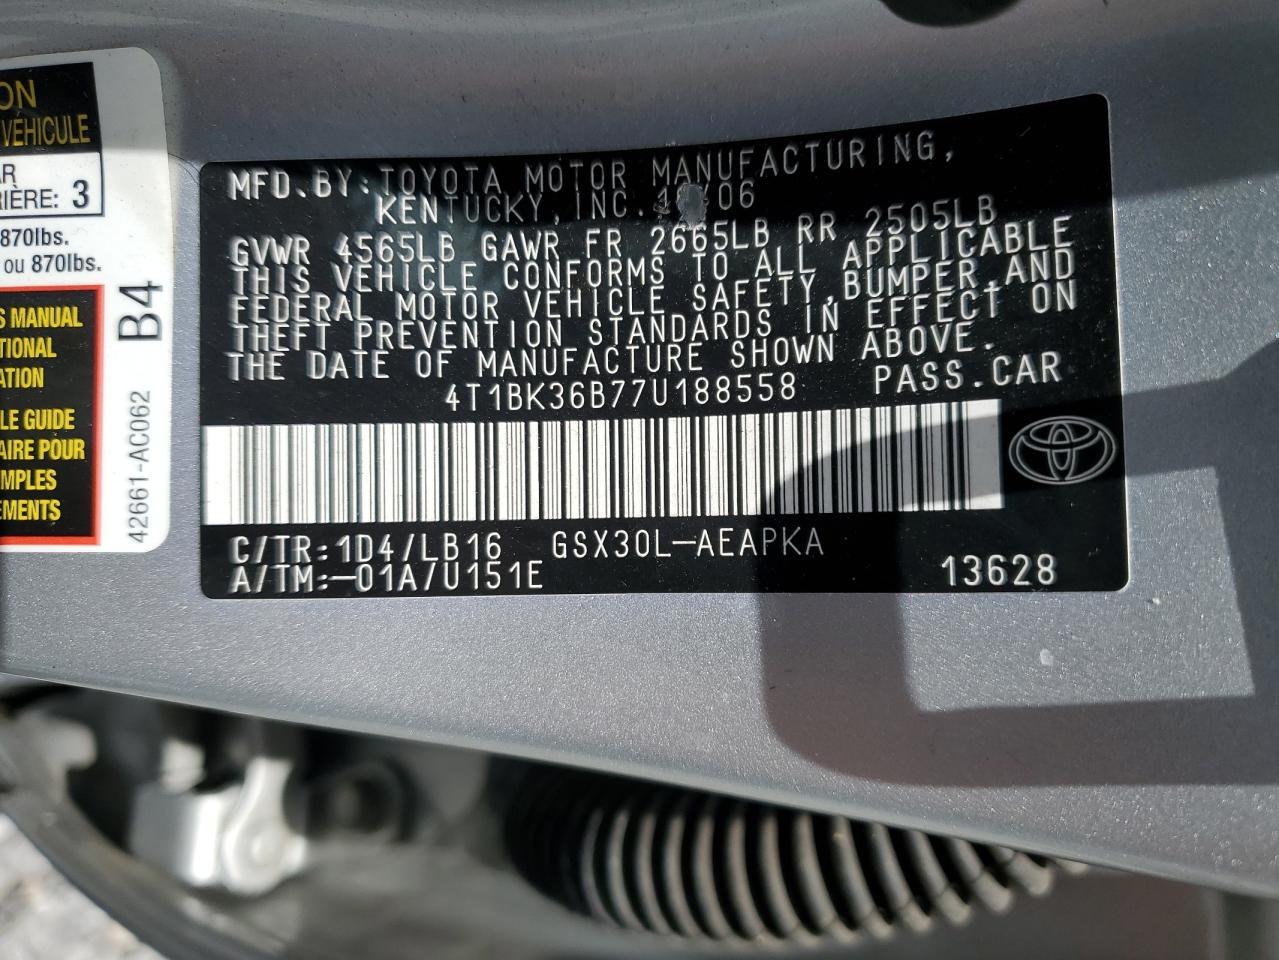 ON
VÉHICULE
AR
RIÈRE: 3
870lbs.
ou 870lbs.
B4
S MANUAL
TIONAL
ATION
LE GUIDE
AIRE POUR
MPLES
EMENTS
42661-AC062
MFD.BY:TOYOTA MOTOR MANUFACTURING,
KENTUCKY,INC.
GVWR 4565LB GAWR FR 2665LB RR 2505LB
THIS VEHICLE CONFORMS TO ALL APPLICABLE
FEDERAL MOTOR VEHICLE SAFETY,BUMPER,AND
THEFT PREVENTION STANDARDS IN EFFECT ON
THE DATE OF MANUFACTURE SHOWN ABOVE.
4T1BK36B77U188558 PASS.CAR
C/TR:1D4/LB16 GSX30L-AEAPKA
A/TM:-01A/U151E 13628